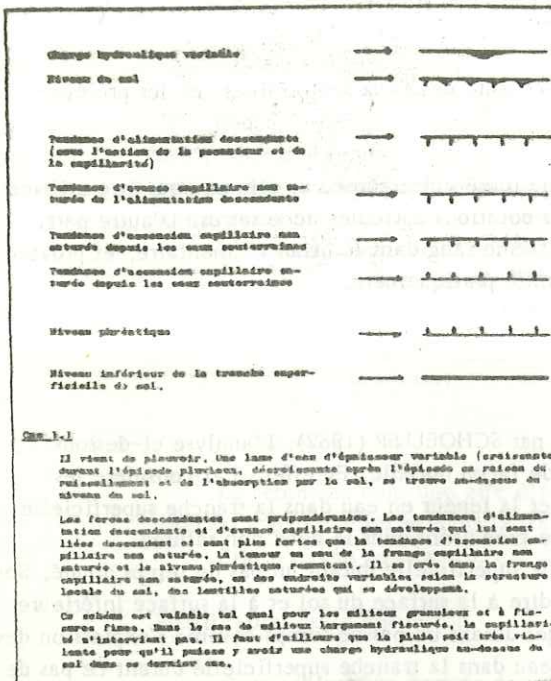 Charge hydraulique variable
Niveau du sol
Tendance d'alimentation descendante
(sous l'action de la pesanteur et de
la capillarité)
Tendance d'avance capillaire non sa-
turée de l'alimentation descendante
Tendance d'ascension capillaire non
saturée depuis les eaux souterraines
Tendance d'ascension capillaire sa-
turée depuis les eaux souterraines
Niveau phréatique
Niveau inférieur de la tranche super-
ficielle du sol.
Cas
Il vient de pleuvoir. Une lame d'eau d'épaisseur variable (croissante
durant l'épisode pluvieux, décroissante après l'épisode en raison du
ruissellement et de l'absorption par le sol, se trouve au-dessus du
niveau du sol.
Les forces descendantes sont prépondérantes. Les tendances d'alimen-
tation descendante et d'avance capillaire non saturée qui lui sont
liées descendent et sont plus fortes que la tendance d'ascension ca-
pillaire non saturée. La teneur en eau de la frange capillaire non
saturée et le niveau phréatique remontent. Il se crée dans la frange
capillaire non saturée, à des endroits variables selon la structure
du sol, des lentilles saturées qui se développent.
Ce schéma est valable tel quel pour les milieux poreux et à fis-
sures fines. Dans le cas de milieux largement fissurés, la capillari-
té n'intervient pas. Il faut d'ailleurs que la pluie soit très vio-
lente pour qu'il puisse y avoir une charge hydraulique au-dessus du
sol dans ce dernier cas.
par SCHOELLER (1962). L'analyse ci-dessous